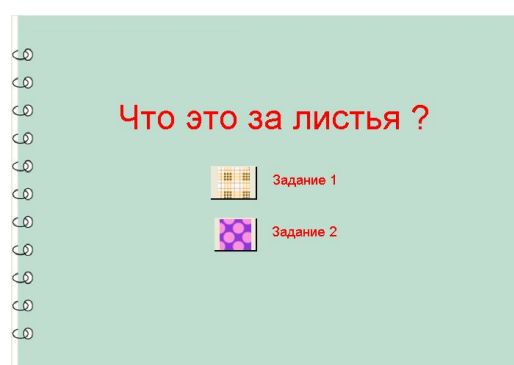 Что это за листья ?
Задание 1
Задание 2